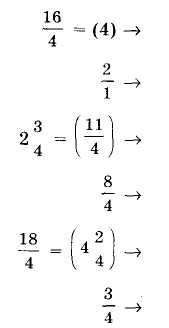 16/4 = (4) →
2/1 →
2 3/4 = (11/4) →
8/4 →
18/4 = (4 2/4) →
3/4 →